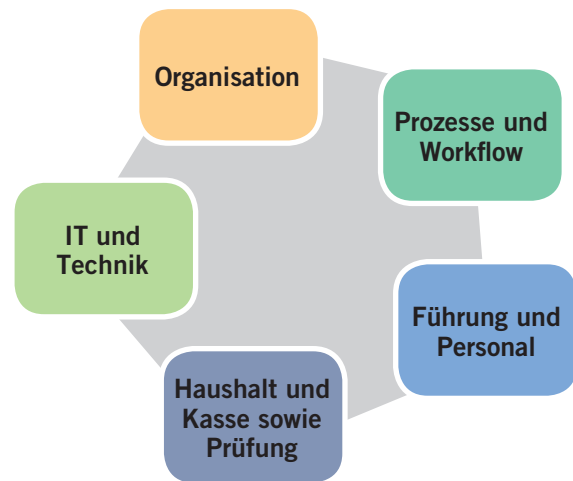 Organisation
Prozesse und
Workflow
IT und
Technik
Führung und
Personal
Haushalt und
Kasse sowie
Prüfung